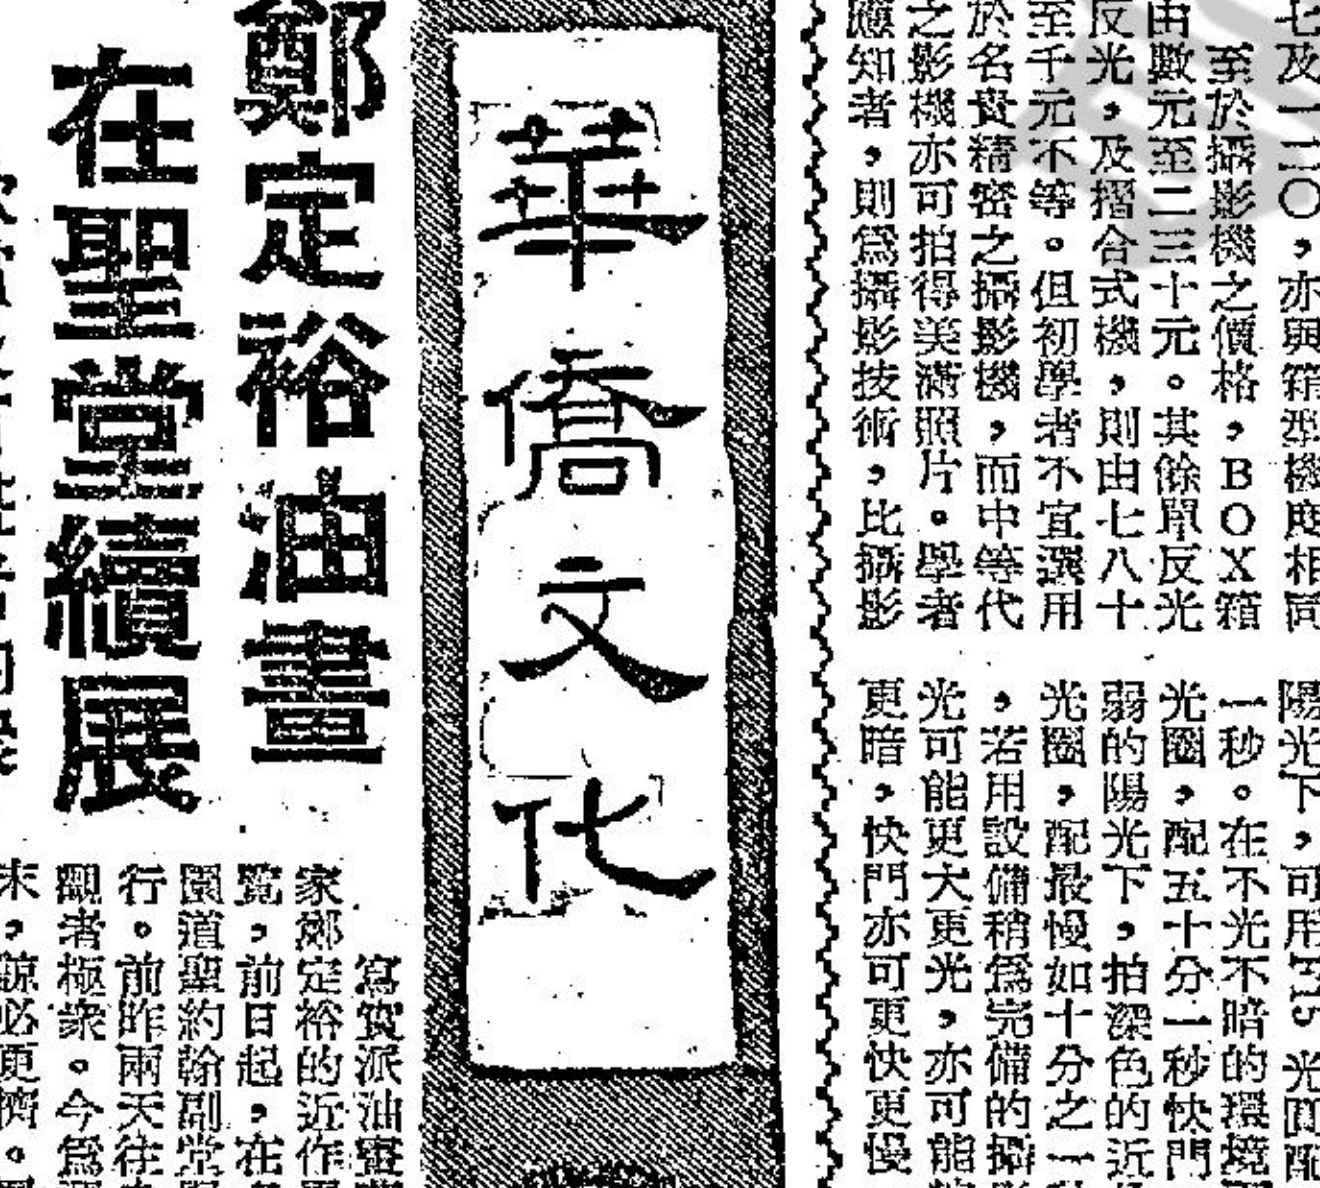 七及一二〇，亦與箱型機度相同
至於攝影機之價格，BOX箱
由數元至二三十元。其餘單反光
反光，及摺合式機，則由七八十
至千元不等。但初學者不宜選用
於名貴精密之攝影機，而中等代
之影機亦可拍得美滿照片。學者
應知者，則爲攝影技術，比攝影
陽光下，可用F15光圈配
一秒。在不光不暗的環境
光圈，配五十分一秒快門
弱的陽光下，拍深色的近
光圈，配最慢如十分之一
，若用設備稍爲完備的攝
光可能更大更光，亦可能
更暗，快門亦可更快更慢
華僑文化
鄭定裕油畫
在聖堂續展
寫實派油畫
家鄭定裕的近作
覽，前日起，在
園道聖約翰副堂
行。前昨兩天往
觀者極衆。今爲
末，諒必更擠。